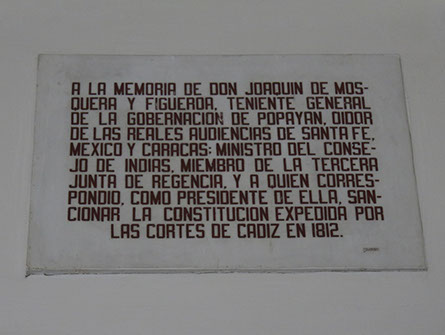 A LA MEMORIA DE DON JOAQUIN DE MOS-
QUERA Y FIGUEROA, TENIENTE GENERAL
DE LA GOBERNACION DE POPAYAN, OIDOR
DE LAS REALES AUDIENCIAS DE SANTA FE,
MEXICO Y CARACAS; MINISTRO DEL CONSE-
JO DE INDIAS, MIEMBRO DE LA TERCERA
JUNTA DE REGENCIA, Y A QUIEN CORRES-
PONDIO, COMO PRESIDENTE DE ELLA, SAN-
CIONAR LA CONSTITUCION EXPEDIDA POR
LAS CORTES DE CADIZ EN 1812.